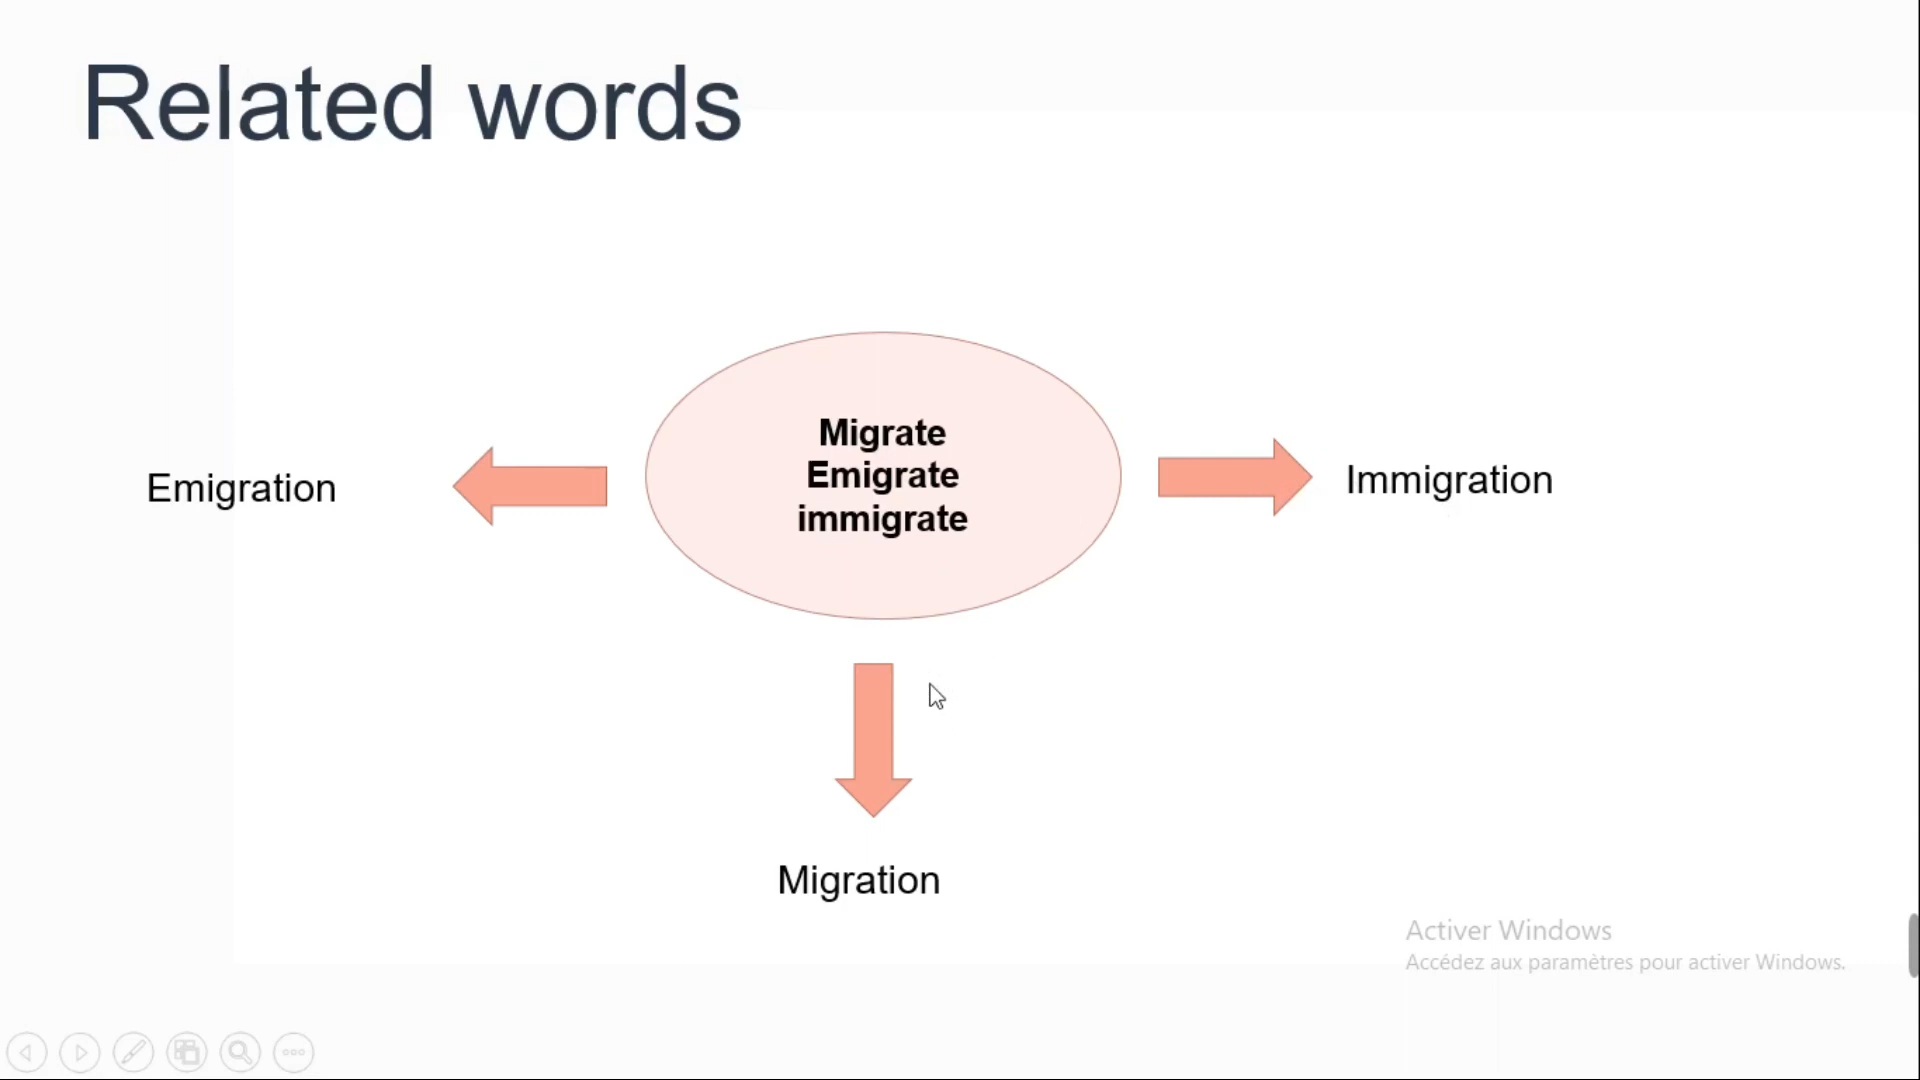 Related words
Migrate
Emigrate
immigrate
Emigration
Immigration
Migration
Activer Windows
Accédez aux paramètres pour activer Windows.